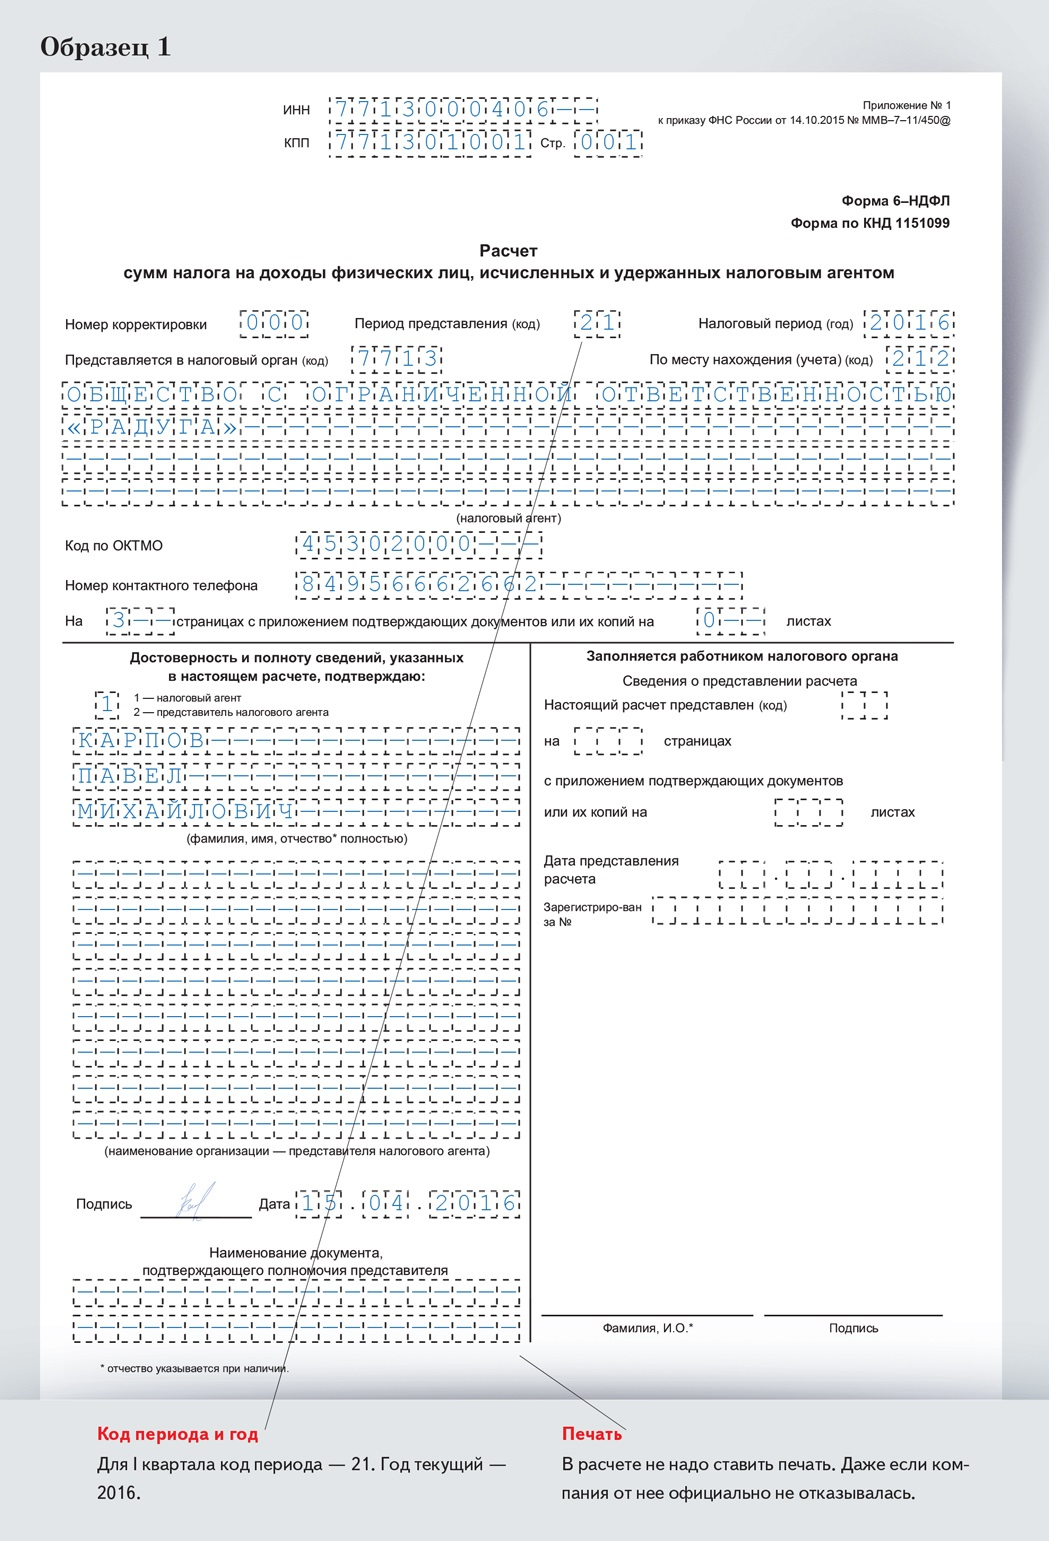 Образец 1
ИНН 7713000406——
Приложение № 1
к приказу ФНС России от 14.10.2015 № ММВ–7–11/450@
КПП 771301001 Стр. 001
Форма 6–НДФЛ
Форма по КНД 1151099
Расчет
сумм налога на доходы физических лиц, исчисленных и удержанных налоговым агентом
Номер корректировки 000 Период представления (код) 21 Налоговый период (год) 2016
Представляется в налоговый орган (код) 7713 По месту нахождения (учета) (код) 212
ОБЩЕСТВО С ОГРАНИЧЕННОЙ ОТВЕТСТВЕННОСТЬЮ
«РАДУГА»————————————————————————————————
————————————————————————————————————————
————————————————————————————————————————
(налоговый агент)
Код по ОКТМО 45302000———
Номер контактного телефона 84956662662—————————
На 3—— страницах с приложением подтверждающих документов или их копий на 0—— листах
Достоверность и полноту сведений, указанных
в настоящем расчете, подтверждаю:
1 1 — налоговый агент
2 — представитель налогового агента
КАРПОВ——————————————
ПАВЕЛ———————————————
МИХАЙЛОВИЧ——————————
(фамилия, имя, отчество* полностью)
————————————————————
————————————————————
————————————————————
————————————————————
————————————————————
————————————————————
————————————————————
————————————————————
(наименование организации — представителя налогового агента)
Подпись Дата 15.04.2016
Наименование документа,
подтверждающего полномочия представителя
————————————————————
————————————————————
* отчество указывается при наличии.
Заполняется работником налогового органа
Сведения о представлении расчета
Настоящий расчет представлен (код)
на страницах
с приложением подтверждающих документов
или их копий на листах
Дата представления
расчета . .
Зарегистриро-ван
за №
Фамилия, И.О.* Подпись
Код периода и год
Для I квартала код периода — 21. Год текущий —
2016.
Печать
В расчете не надо ставить печать. Даже если ком-
пания от нее официально не отказывалась.